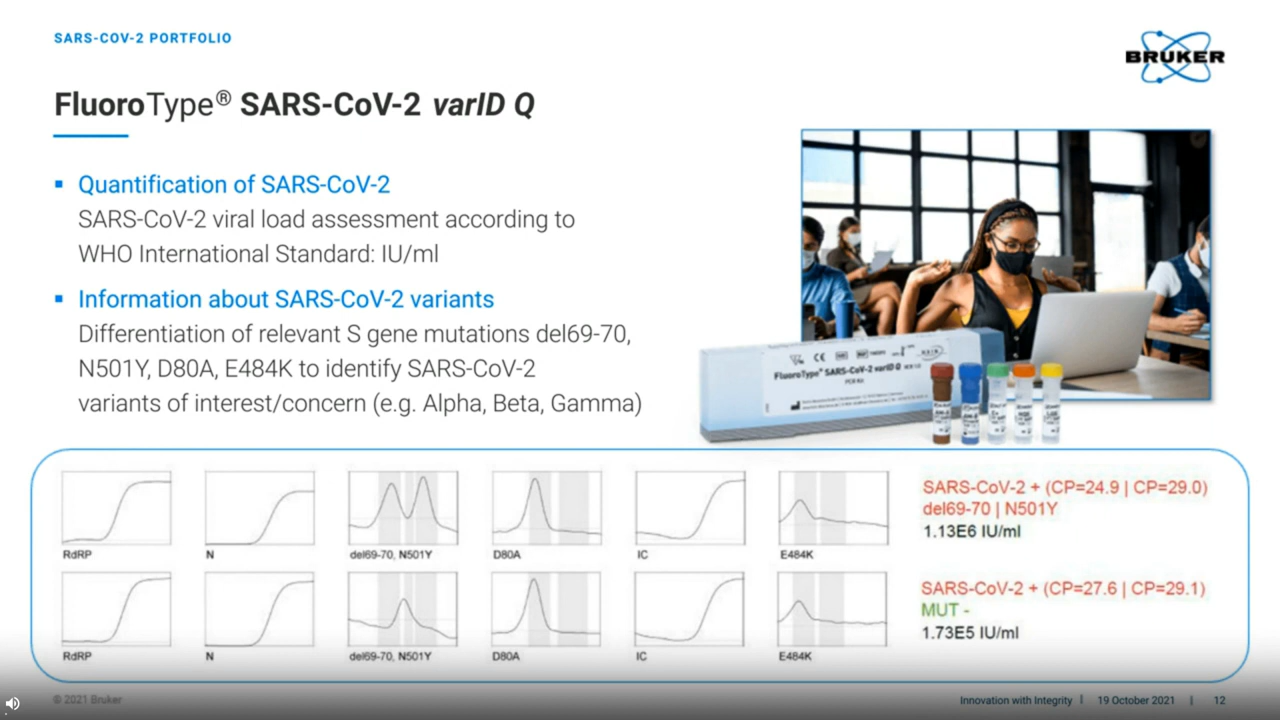 SARS-COV-2 PORTFOLIO
BRUKER
FluoroType® SARS-CoV-2 varID Q
Quantification of SARS-CoV-2
SARS-CoV-2 viral load assessment according to
WHO International Standard: IU/ml
Information about SARS-CoV-2 variants
Differentiation of relevant S gene mutations del69-70,
N501Y, D80A, E484K to identify SARS-CoV-2
variants of interest/concern (e.g. Alpha, Beta, Gamma)
FluoroType® SARS-CoV-2 varID Q
PCR Kit
RdRP
N
del69-70, N501Y
D80A
IC
E484K
SARS-CoV-2 + (CP=24.9 | CP=29.0)
del69-70 | N501Y
1.13E6 IU/ml
RdRP
N
del69-70, N501Y
D80A
IC
E484K
SARS-CoV-2 + (CP=27.6 | CP=29.1)
MUT -
1.73E5 IU/ml
© 2021 Bruker
Innovation with Integrity | 19 October 2021 | 12